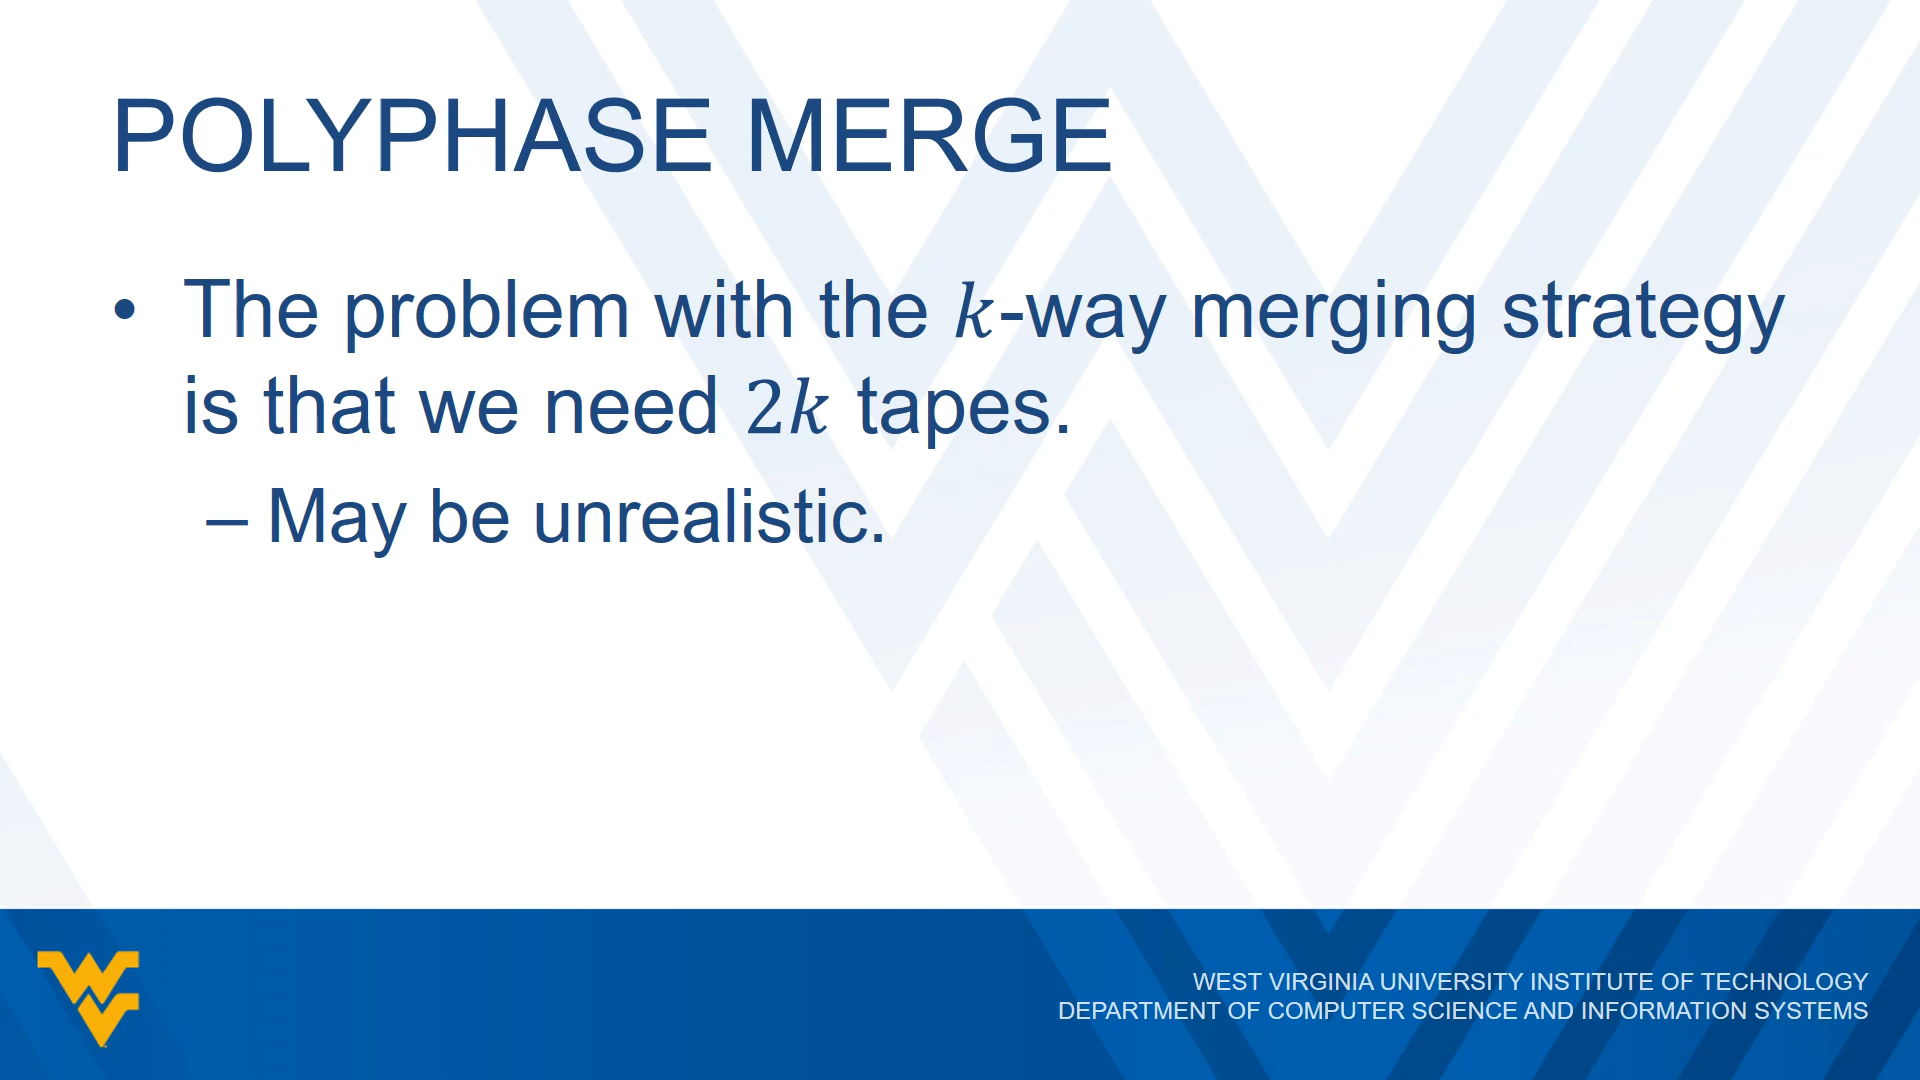 POLYPHASE MERGE
• The problem with the k-way merging strategy
is that we need 2k tapes.
– May be unrealistic.
WEST VIRGINIA UNIVERSITY INSTITUTE OF TECHNOLOGY
DEPARTMENT OF COMPUTER SCIENCE AND INFORMATION SYSTEMS